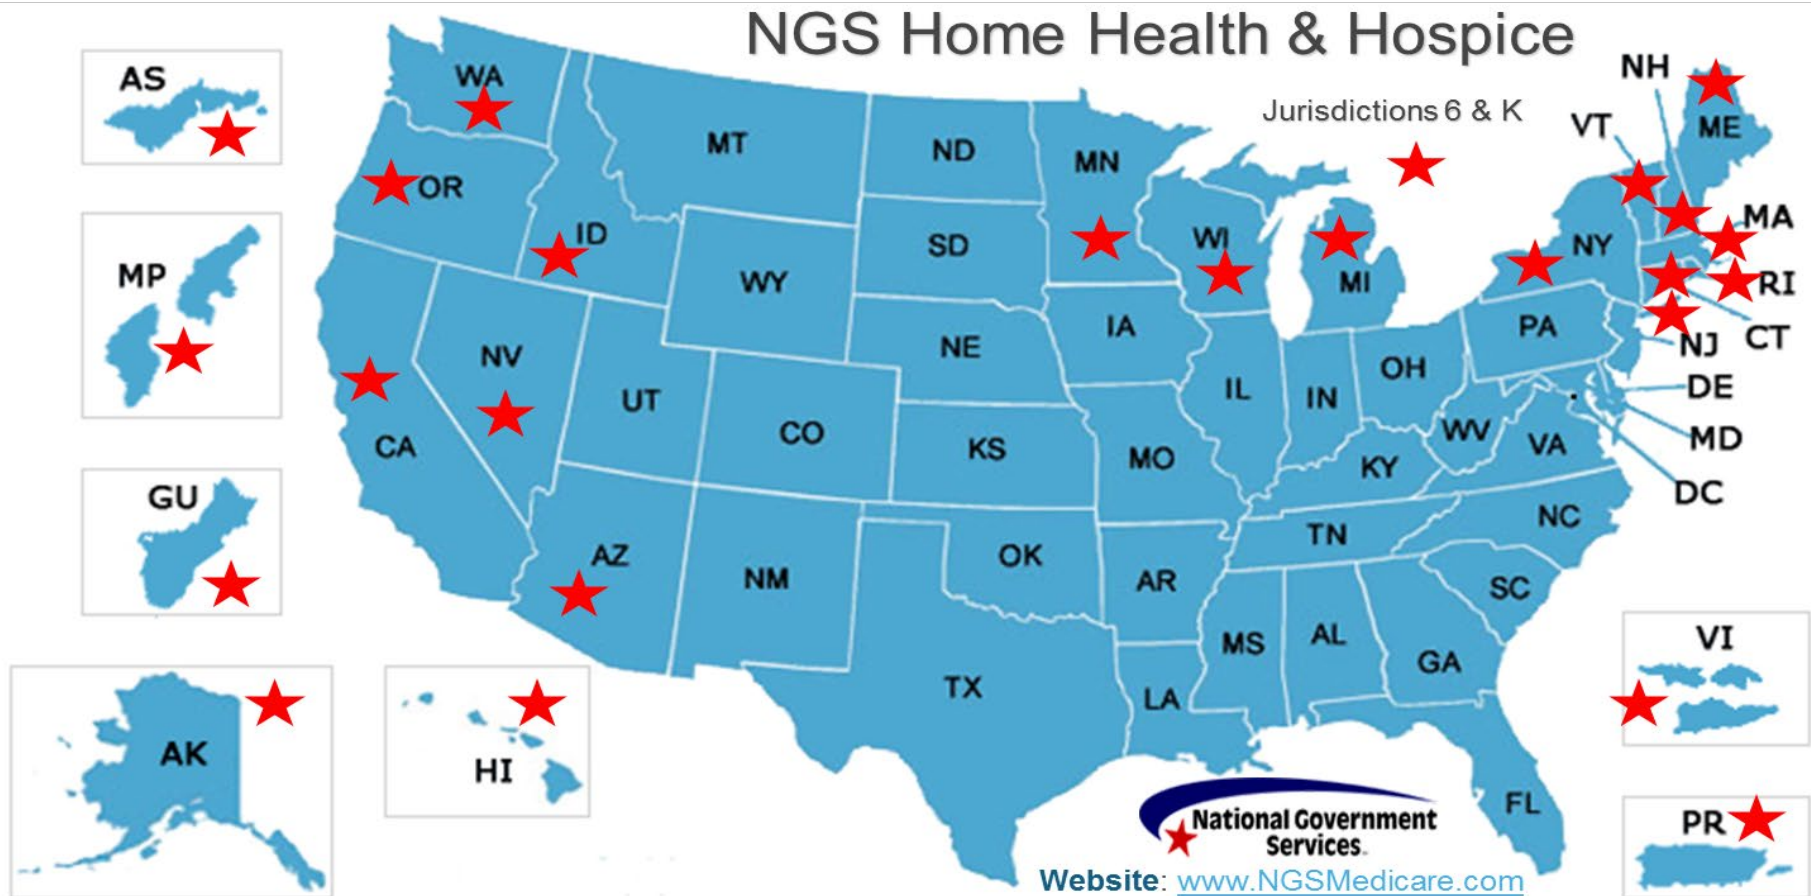 NGS Home Health & Hospice
Jurisdictions 6 & K
AS
MP
GU
AK
HI
WA
OR
ID
MT
ND
MN
SD
WY
WI
MI
NY
VT
NH
ME
MA
RI
CT
NJ
DE
MD
DC
PA
NV
UT
CA
CO
NE
IA
IL
IN
OH
WV
VA
KS
MO
KY
NC
TN
AZ
NM
OK
AR
SC
MS
AL
GA
TX
LA
FL
VI
PR
National Government
Services.
Website: www.NGSMedicare.com